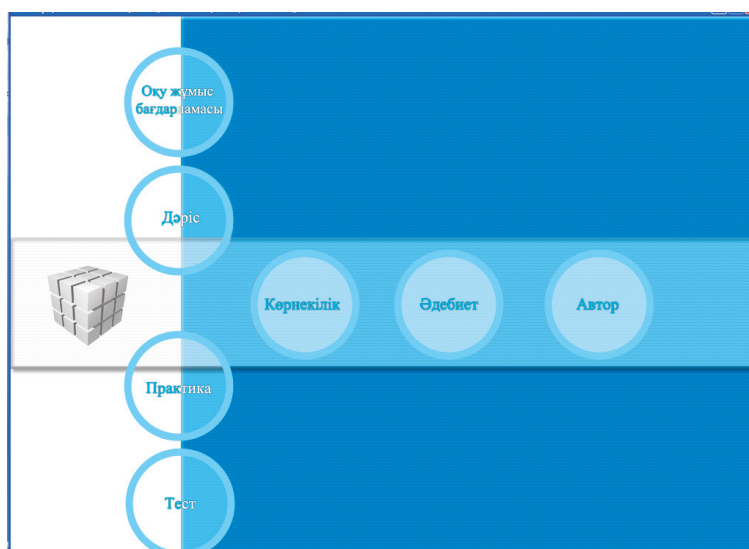 Оқу жұмыс
бағдарламасы
Дәріс
Көрнекілік
Әдебиет
Автор
Практика
Тест